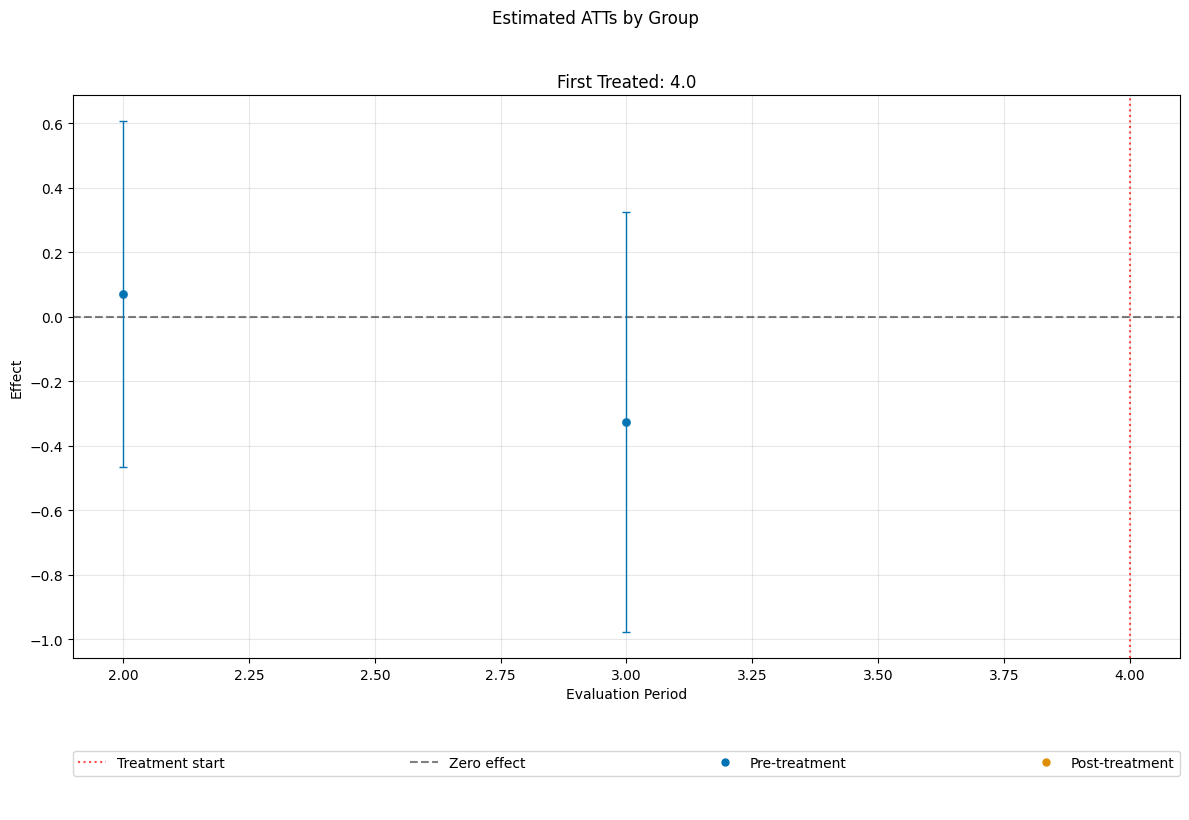 Estimated ATTs by Group
First Treated: 4.0
0.6
0.4
0.2
0.0
−0.2
−0.4
−0.6
−0.8
−1.0
Effect
2.00 2.25 2.50 2.75 3.00 3.25 3.50 3.75 4.00
Evaluation Period
Treatment start Zero effect Pre-treatment Post-treatment